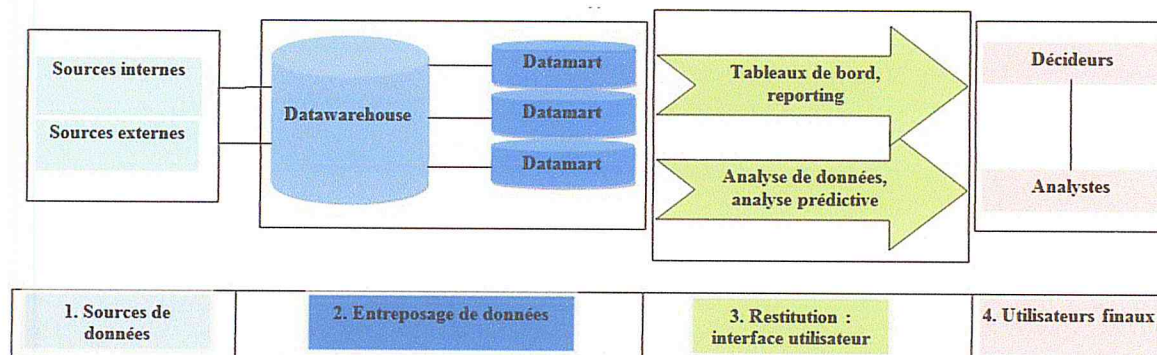 Sources internes
Sources externes
Datawarehouse
Datamart
Datamart
Datamart
Tableaux de bord,
reporting
Analyse de données,
analyse prédictive
Décideurs
Analystes
1. Sources de
données
2. Entreposage de données
3. Restitution :
interface utilisateur
4. Utilisateurs finaux